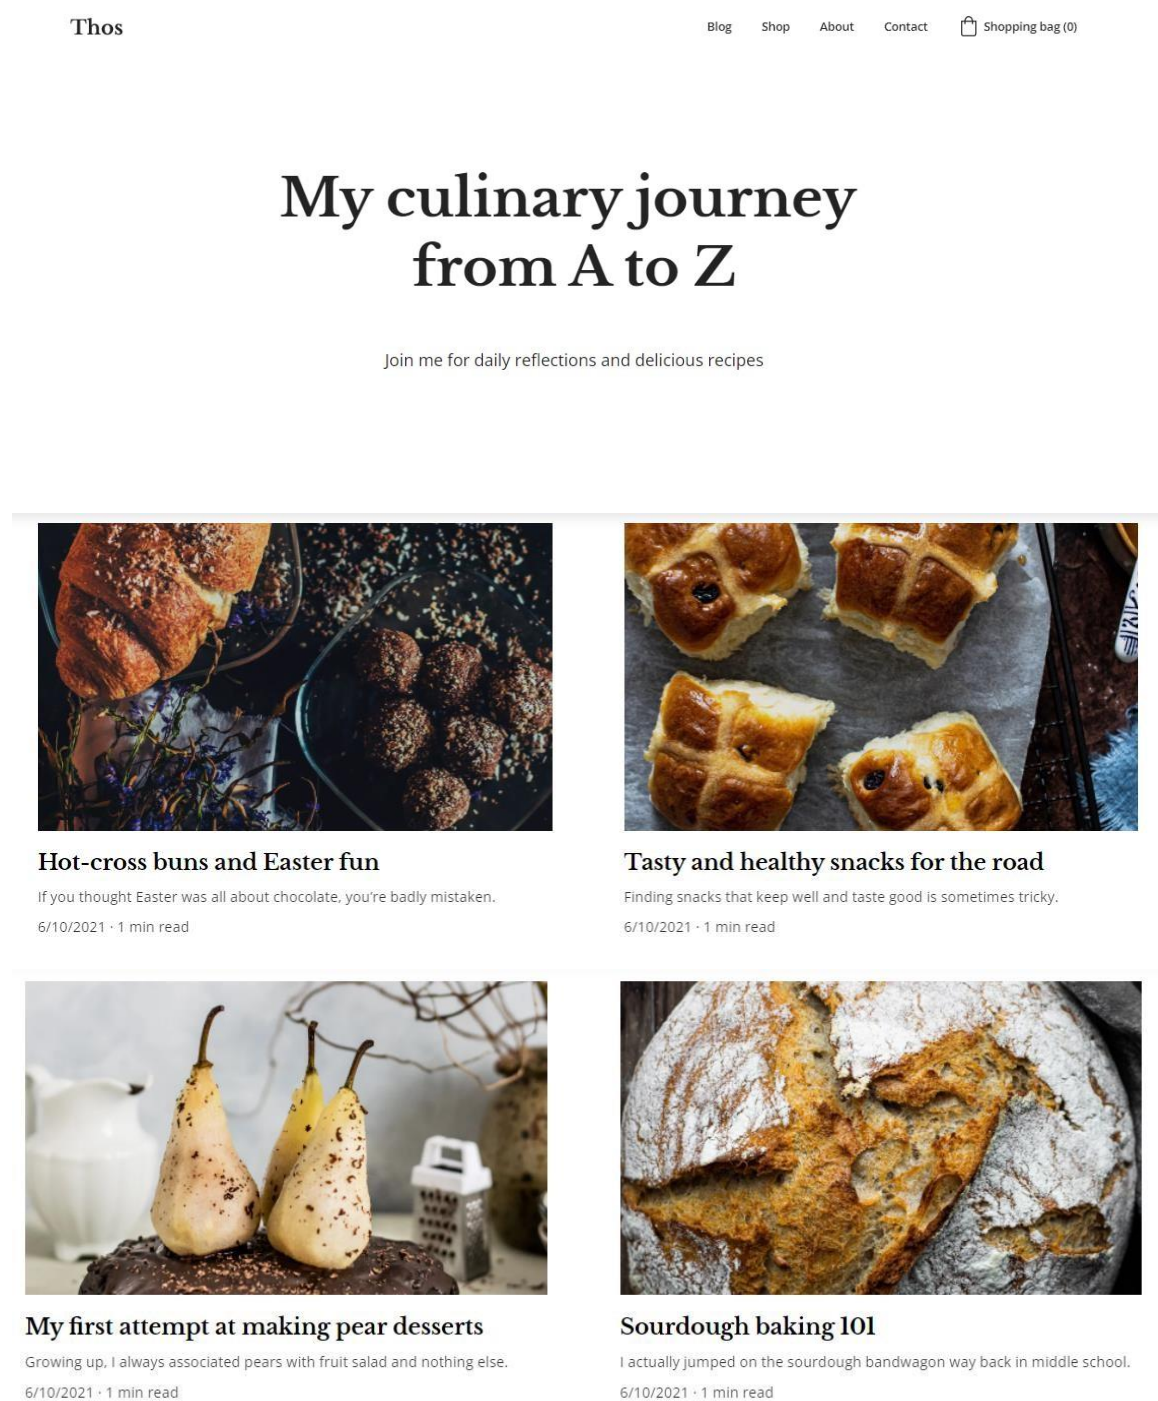 Thos
Blog
Shop
About
Contact
Shopping bag (0)
My culinary journey
from A to Z
Join me for daily reflections and delicious recipes
Hot-cross buns and Easter fun
If you thought Easter was all about chocolate, you're badly mistaken.
6/10/2021 · 1 min read
Tasty and healthy snacks for the road
Finding snacks that keep well and taste good is sometimes tricky.
6/10/2021 · 1 min read
My first attempt at making pear desserts
Growing up, I always associated pears with fruit salad and nothing else.
6/10/2021 · 1 min read
Sourdough baking 101
I actually jumped on the sourdough bandwagon way back in middle school.
6/10/2021 · 1 min read